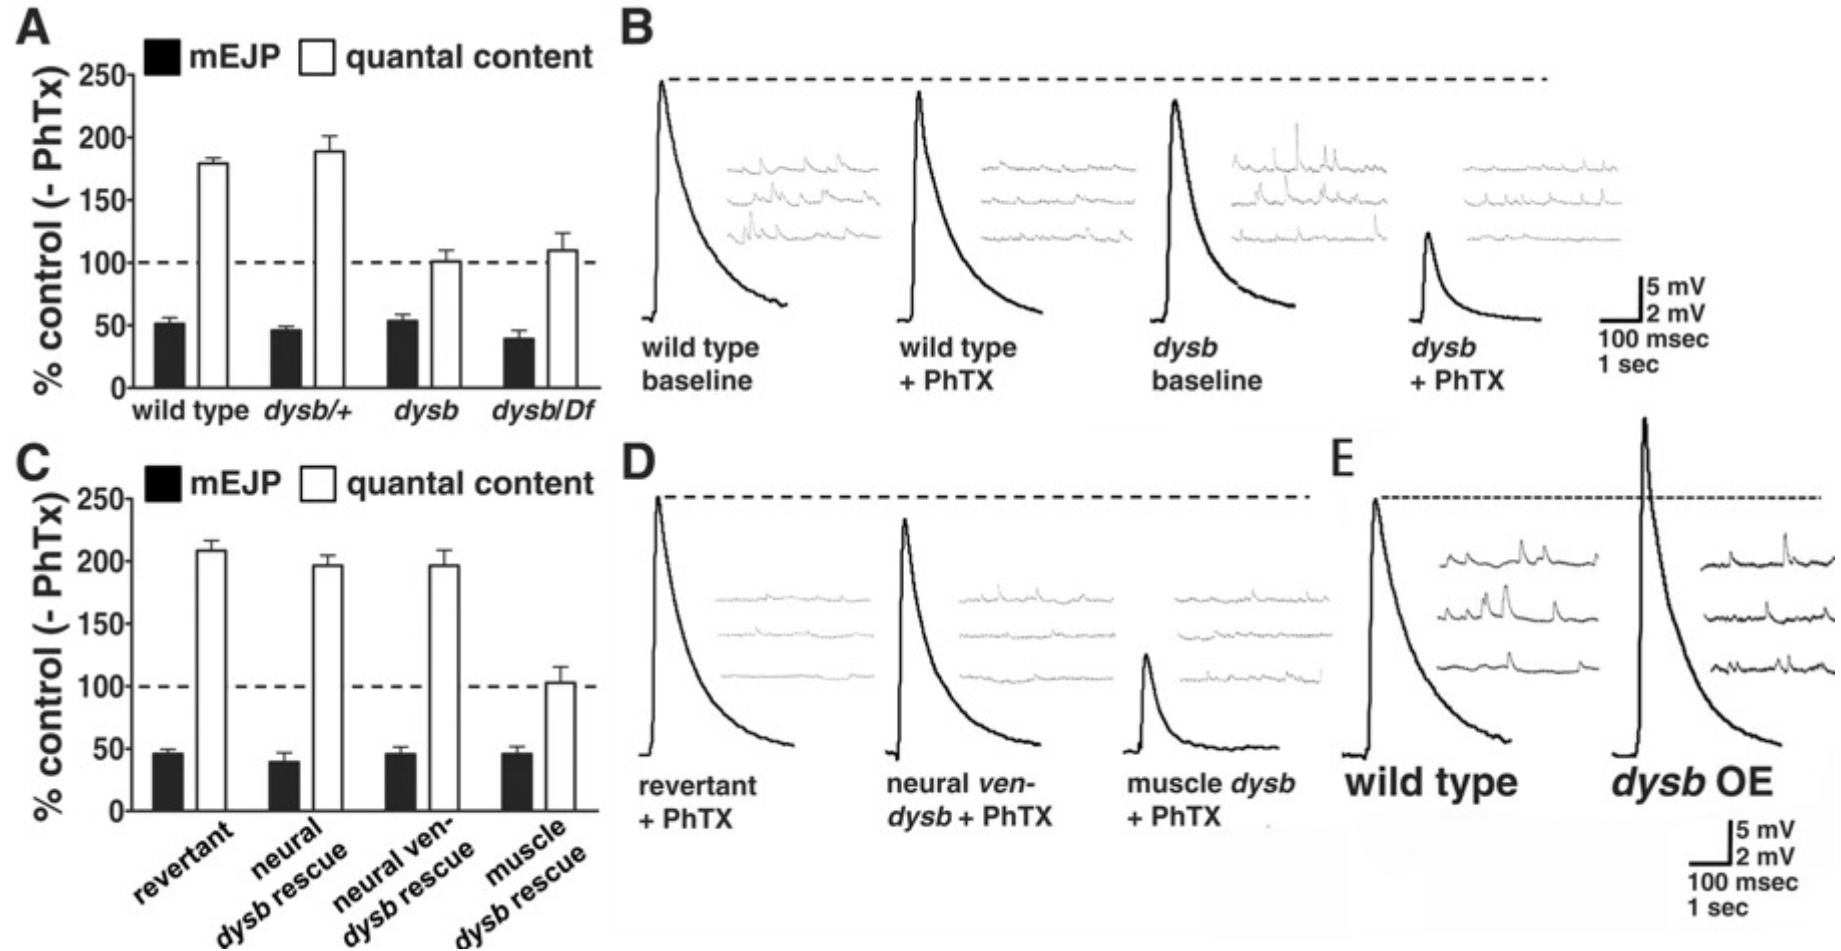 A
mEJP quantal content
% control (- PhTx)
250
200
150
100
50
0
wild type dysb/+ dysb dysb/Df
B
wild type
baseline
wild type
+ PhTX
dysb
baseline
dysb
+ PhTX
5 mV
2 mV
100 msec
1 sec
C
mEJP quantal content
% control (- PhTx)
250
200
150
100
50
0
revertant
neural
dysb rescue
neural ven-
dysb rescue
muscle
dysb rescue
D
revertant
+ PhTX
neural ven-
dysb + PhTX
muscle dysb
+ PhTX
E
wild type
dysb OE
5 mV
2 mV
100 msec
1 sec